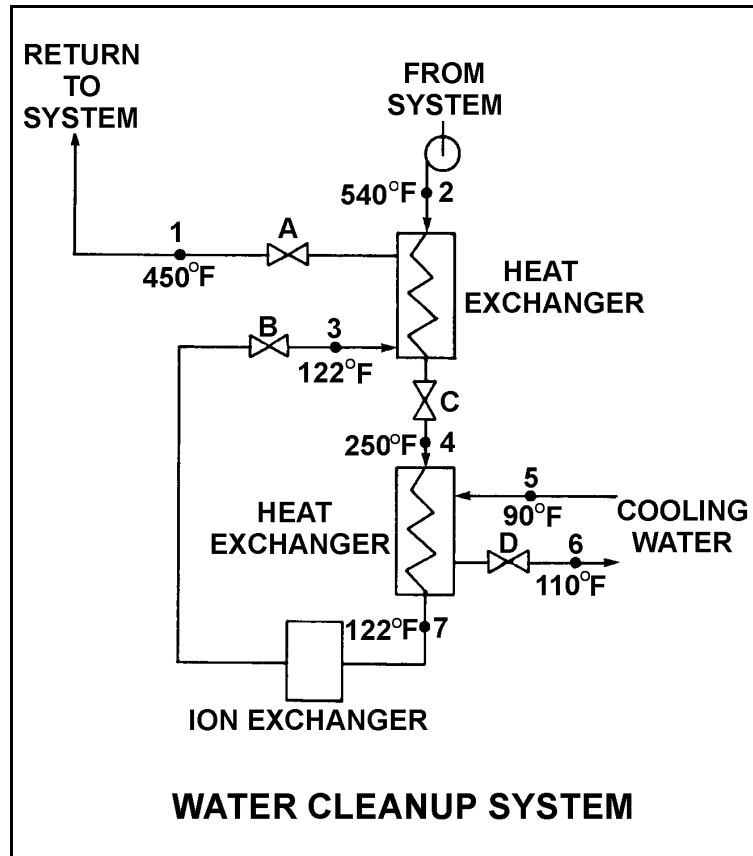 RETURN
TO
SYSTEM
FROM
SYSTEM
540°F 2
1
A
450°F
HEAT
EXCHANGER
B
3
122°F
C
250°F 4
HEAT
EXCHANGER
5
90°F
COOLING
WATER
D
6
110°F
122°F 7
ION EXCHANGER
WATER CLEANUP SYSTEM